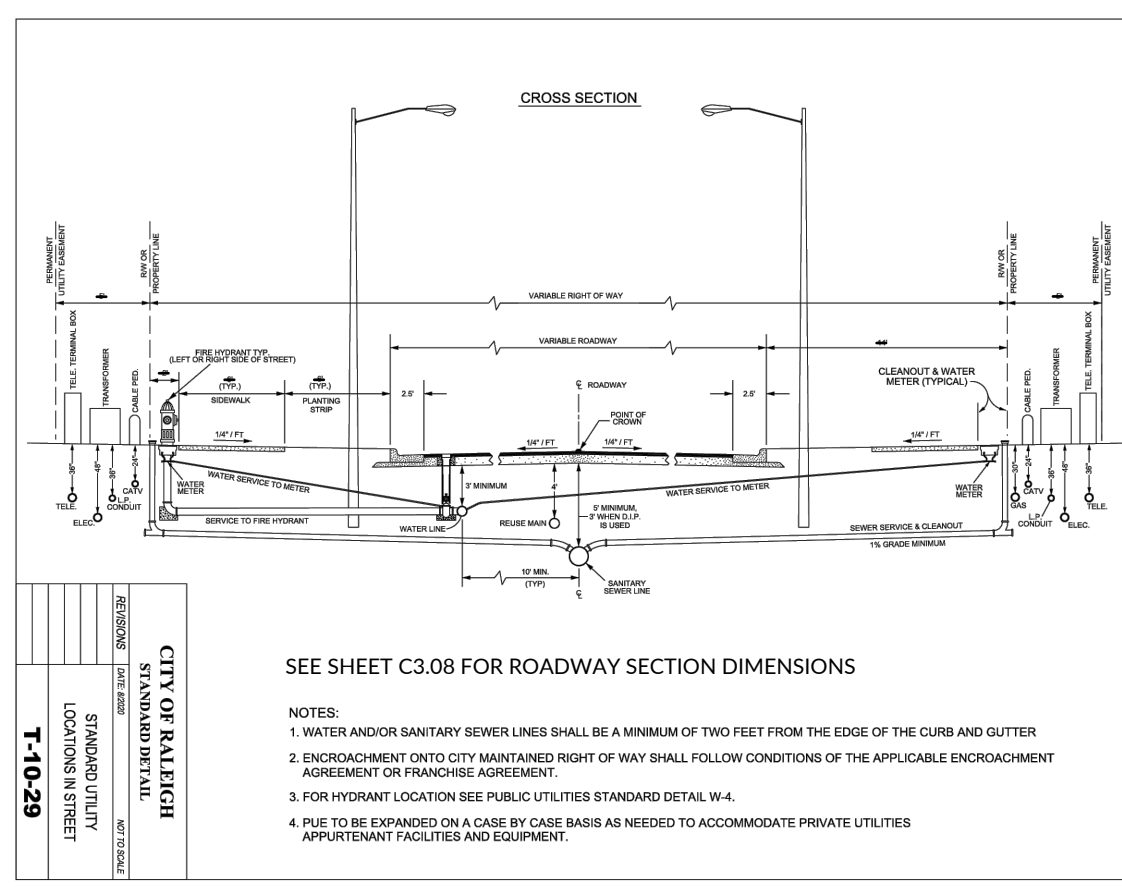 CROSS SECTION
PERMANENT
UTILITY EASEMENT
R/W OR
PROPERTY LINE
R/W OR
PROPERTY LINE
PERMANENT
UTILITY EASEMENT
VARIABLE RIGHT OF WAY
VARIABLE ROADWAY
TELE. TERMINAL BOX
TRANSFORMER
CABLE PED.
FIRE HYDRANT TYP.
(LEFT OR RIGHT SIDE OF STREET)
(TYP.)
SIDEWALK
(TYP.)
PLANTING
STRIP
2.5'
℄ ROADWAY
POINT OF
CROWN
2.5'
CLEANOUT & WATER
METER (TYPICAL)
CABLE PED.
TRANSFORMER
TELE. TERMINAL BOX
1/4" / FT
1/4" / FT
1/4" / FT
1/4" / FT
36"
48"
36"
24"
TELE.
ELEC.
L.P.
CONDUIT
CATV
WATER
METER
WATER SERVICE TO METER
SERVICE TO FIRE HYDRANT
WATER LINE
3' MINIMUM
4'
REUSE MAIN
5' MINIMUM,
3' WHEN D.I.P.
IS USED
WATER SERVICE TO METER
WATER
METER
30"
24"
36"
48"
36"
GAS
CATV
L.P.
CONDUIT
ELEC.
TELE.
SEWER SERVICE & CLEANOUT
1% GRADE MINIMUM
10' MIN.
(TYP)
℄
SANITARY
SEWER LINE
SEE SHEET C3.08 FOR ROADWAY SECTION DIMENSIONS
NOTES:
1. WATER AND/OR SANITARY SEWER LINES SHALL BE A MINIMUM OF TWO FEET FROM THE EDGE OF THE CURB AND GUTTER
2. ENCROACHMENT ONTO CITY MAINTAINED RIGHT OF WAY SHALL FOLLOW CONDITIONS OF THE APPLICABLE ENCROACHMENT
AGREEMENT OR FRANCHISE AGREEMENT.
3. FOR HYDRANT LOCATION SEE PUBLIC UTILITIES STANDARD DETAIL W-4.
4. PUE TO BE EXPANDED ON A CASE BY CASE BASIS AS NEEDED TO ACCOMMODATE PRIVATE UTILITIES
APPURTENANT FACILITIES AND EQUIPMENT.
CITY OF RALEIGH
STANDARD DETAIL
REVISIONS
DATE: 8/2020
NOT TO SCALE
STANDARD UTILITY
LOCATIONS IN STREET
T-10-29